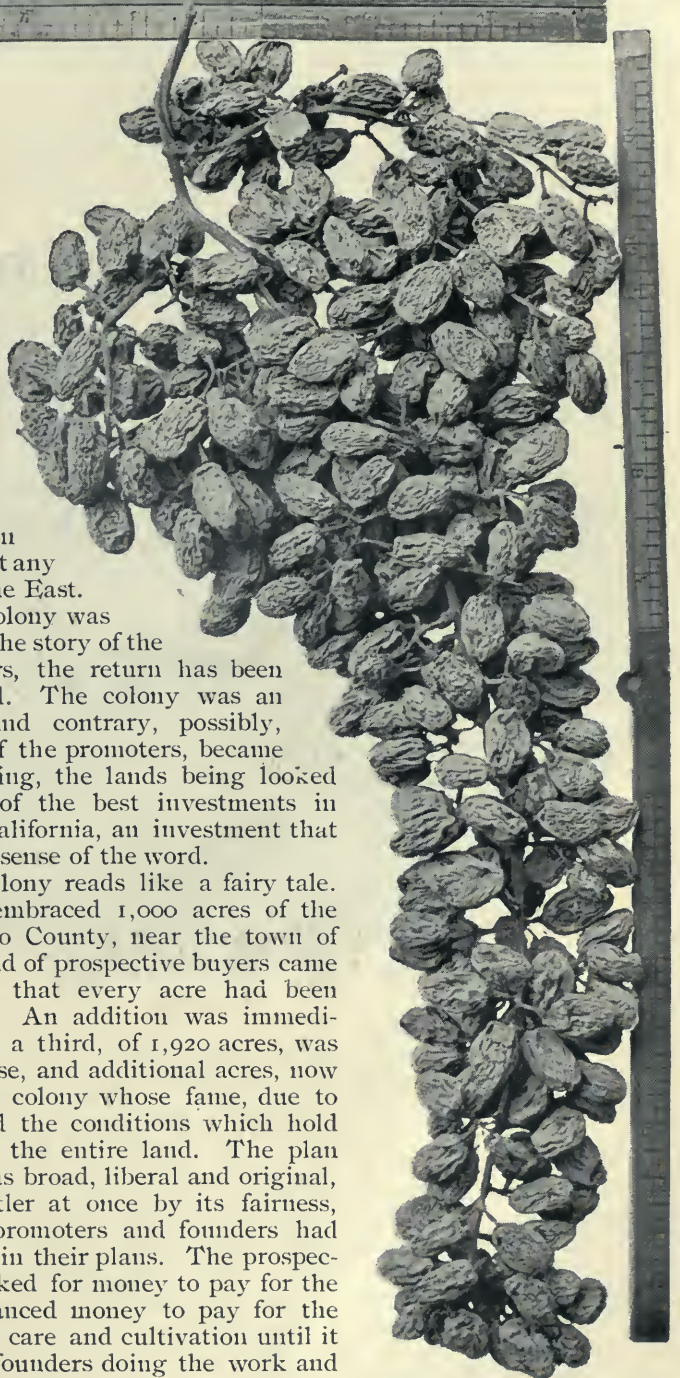 t any
e East.
olony was
he story of the
rs, the return has been
l. The colony was an
nd contrary, possibly,
f the promoters, became
ing, the lands being looked
of the best investments in
alifornia, an investment that
sense of the word.
lony reads like a fairy tale.
embraced 1,000 acres of the
o County, near the town of
d of prospective buyers came
that every acre had been
An addition was immedi-
a third, of 1,920 acres, was
se, and additional acres, now
colony whose fame, due to
d the conditions which hold
the entire land. The plan
as broad, liberal and original,
tler at once by its fairness,
promoters and founders had
in their plans. The prospec-
ked for money to pay for the
anced money to pay for the
care and cultivation until it
founders doing the work and